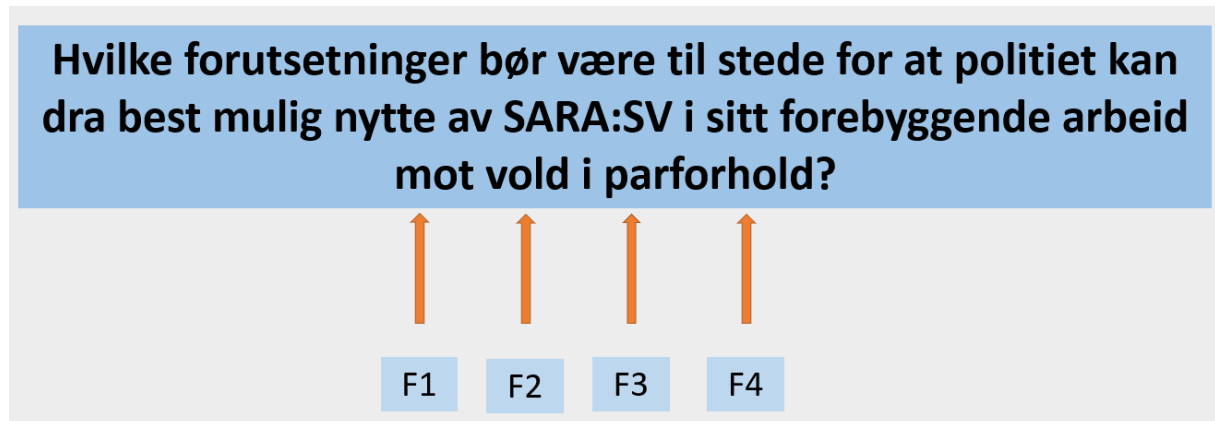 Hvilke forutsetninger bør være til stede for at politiet kan
dra best mulig nytte av SARA:SV i sitt forebyggende arbeid
mot vold i parforhold?
F1 F2 F3 F4